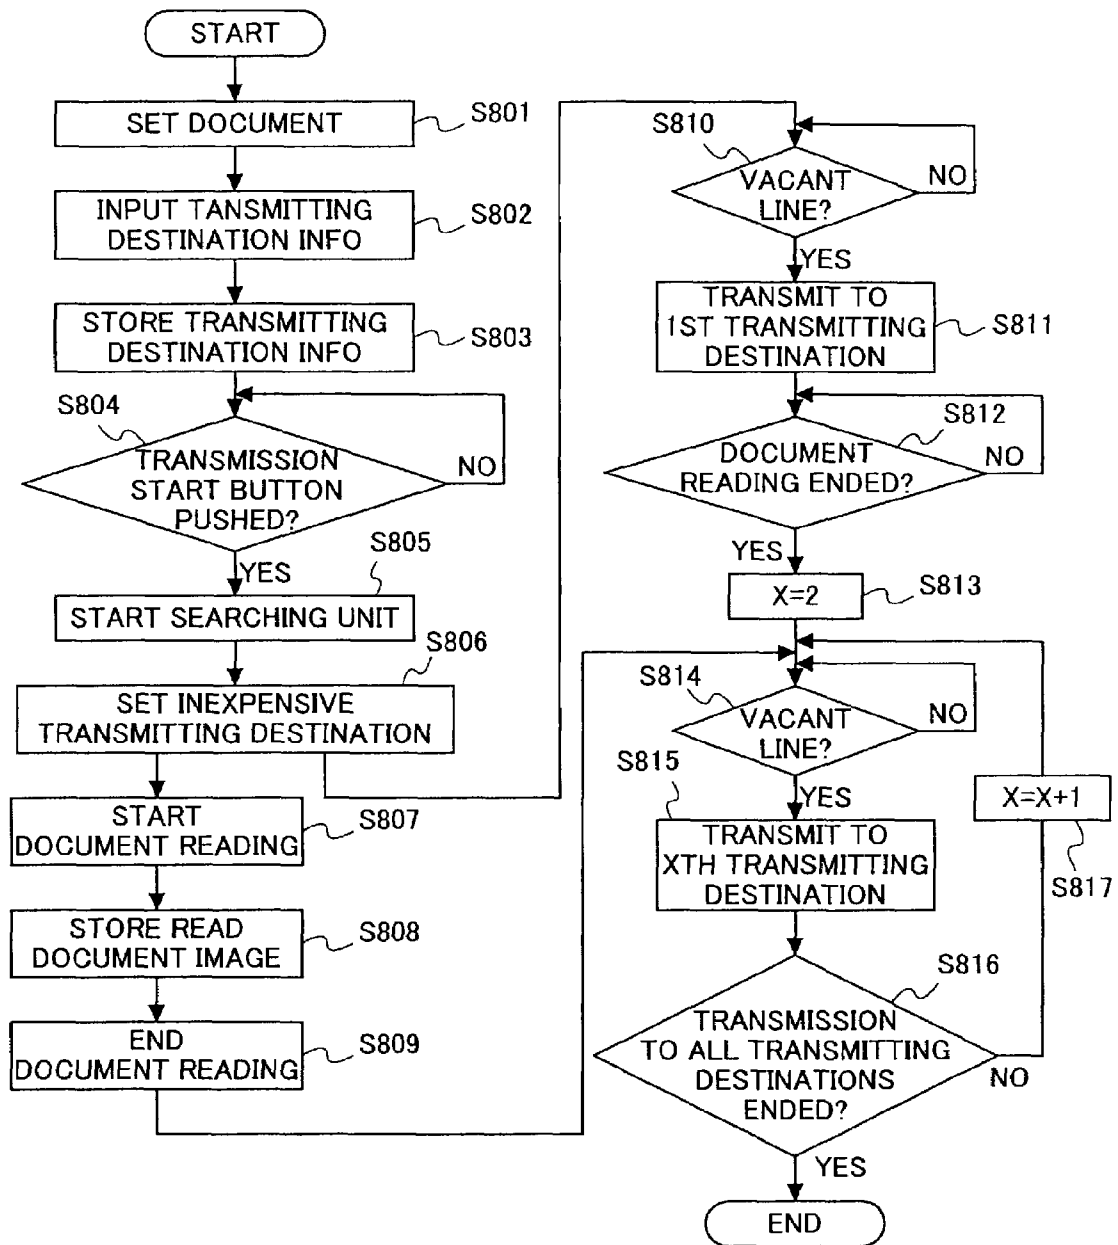 START
SET DOCUMENT
S801
INPUT TANSMITTING
DESTINATION INFO
S802
STORE TRANSMITTING
DESTINATION INFO
S803
S804
TRANSMISSION
START BUTTON
PUSHED?
NO
YES
S805
START SEARCHING UNIT
S806
SET INEXPENSIVE
TRANSMITTING DESTINATION
START
DOCUMENT READING
S807
STORE READ
DOCUMENT IMAGE
S808
END
DOCUMENT READING
S809
S810
VACANT
LINE?
NO
YES
TRANSMIT TO
1ST TRANSMITTING
DESTINATION
S811
S812
DOCUMENT
READING ENDED?
NO
YES
X=2
S813
S814
VACANT
LINE?
NO
S815
YES
X=X+1
TRANSMIT TO
XTH TRANSMITTING
DESTINATION
S817
S816
TRANSMISSION
TO ALL TRANSMITTING
DESTINATIONS
ENDED?
NO
YES
END